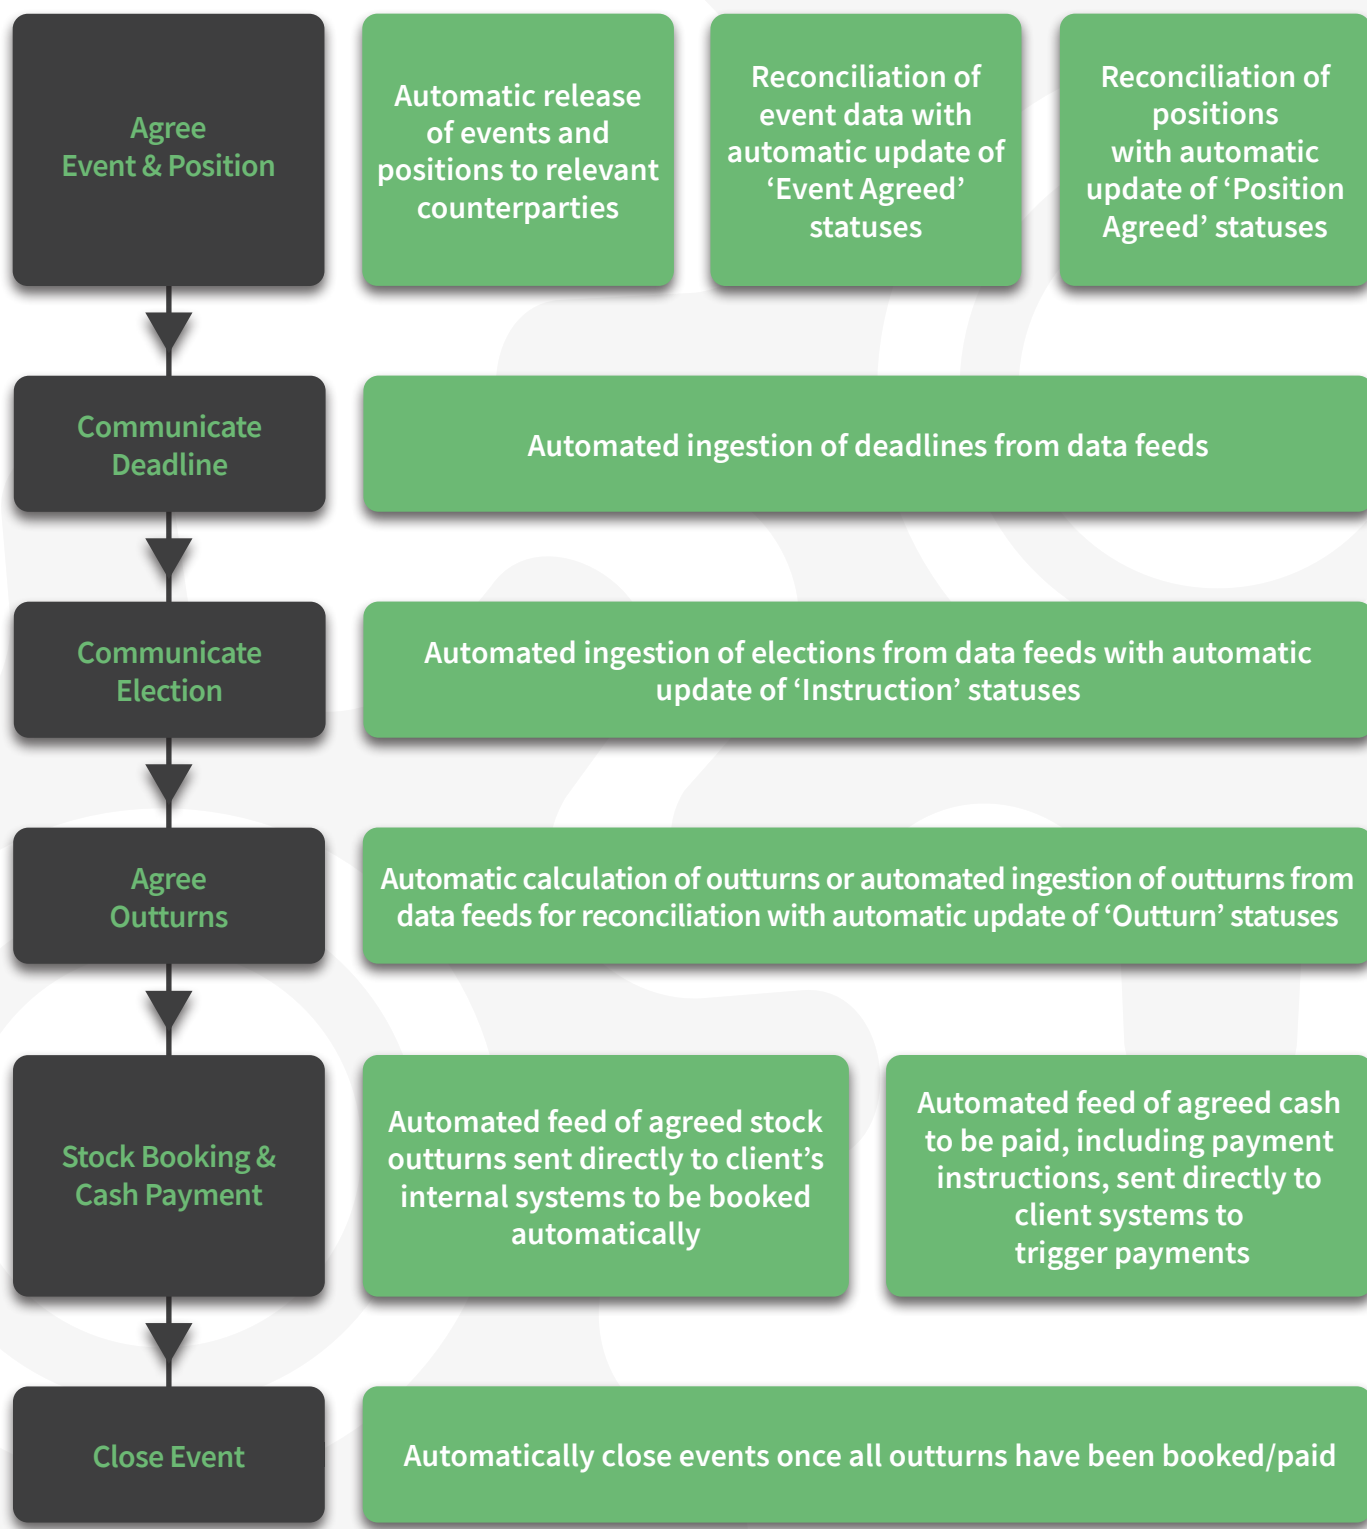 Agree
Event & Position
Automatic release
of events and
positions to relevant
counterparties
Reconciliation of
event data with
automatic update of
‘Event Agreed’
statuses
Reconciliation of
positions
with automatic
update of ‘Position
Agreed’ statuses
Communicate
Deadline
Automated ingestion of deadlines from data feeds
Communicate
Election
Automated ingestion of elections from data feeds with automatic
update of ‘Instruction’ statuses
Agree
Outturns
Automatic calculation of outturns or automated ingestion of outturns from
data feeds for reconciliation with automatic update of ‘Outturn’ statuses
Stock Booking &
Cash Payment
Automated feed of agreed stock
outturns sent directly to client’s
internal systems to be booked
automatically
Automated feed of agreed cash
to be paid, including payment
instructions, sent directly to
client systems to
trigger payments
Close Event
Automatically close events once all outturns have been booked/paid